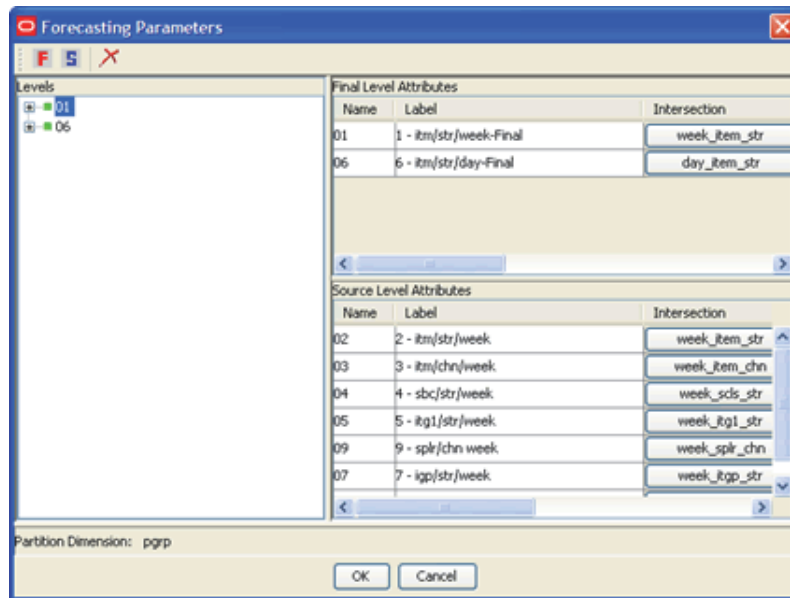 Forecasting Parameters
F S
Levels
01
06
Final Level Attributes
Name Label Intersection
01 1 - itm/str/week-Final week_item_str
06 6 - itm/str/day-Final day_item_str
Source Level Attributes
Name Label Intersection
02 2 - itm/str/week week_item_str
03 3 - itm/chn/week week_item_chn
04 4 - sbc/str/week week_scls_str
05 5 - itg1/str/week week_itg1_str
09 9 - splr/chn week week_splr_chn
07 7 - igp/str/week week_itgp_str
Partition Dimension: pgrp
OK Cancel